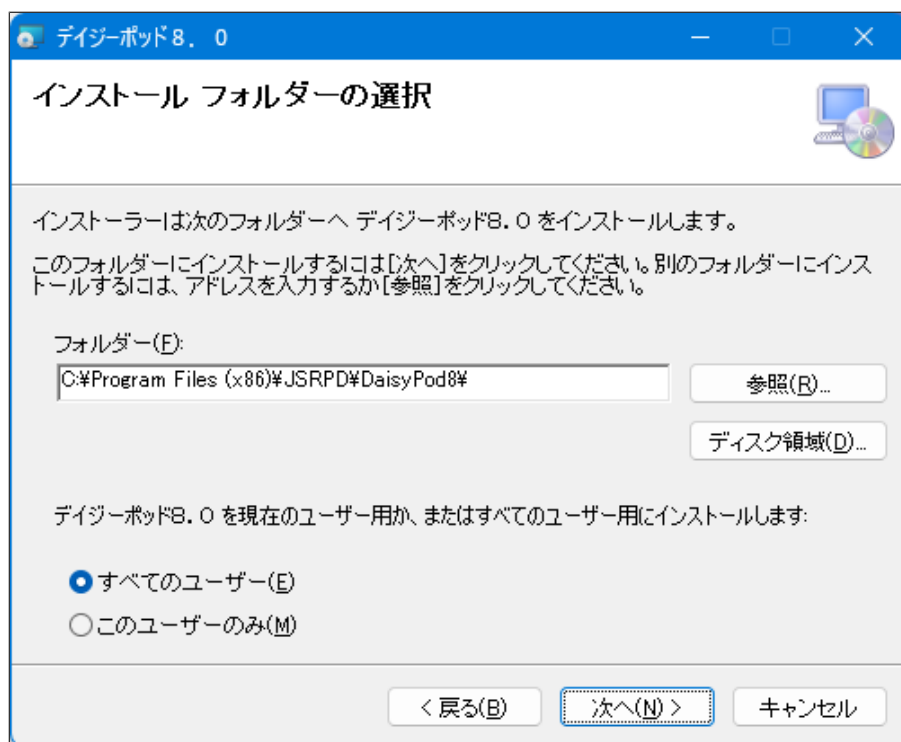 デイジーポッド8．0
インストール フォルダーの選択
インストーラーは次のフォルダーへ デイジーポッド8．0 をインストールします。
このフォルダーにインストールするには[次へ]をクリックしてください。別のフォルダーにインス
トールするには、アドレスを入力するか[参照]をクリックしてください。
フォルダー(F):
C:¥Program Files (x86)¥JSRPD¥DaisyPod8¥
参照(R)...
ディスク領域(D)...
デイジーポッド8．0 を現在のユーザー用か、またはすべてのユーザー用にインストールします:
すべてのユーザー(E)
このユーザーのみ(M)
< 戻る(B)
次へ(N) >
キャンセル